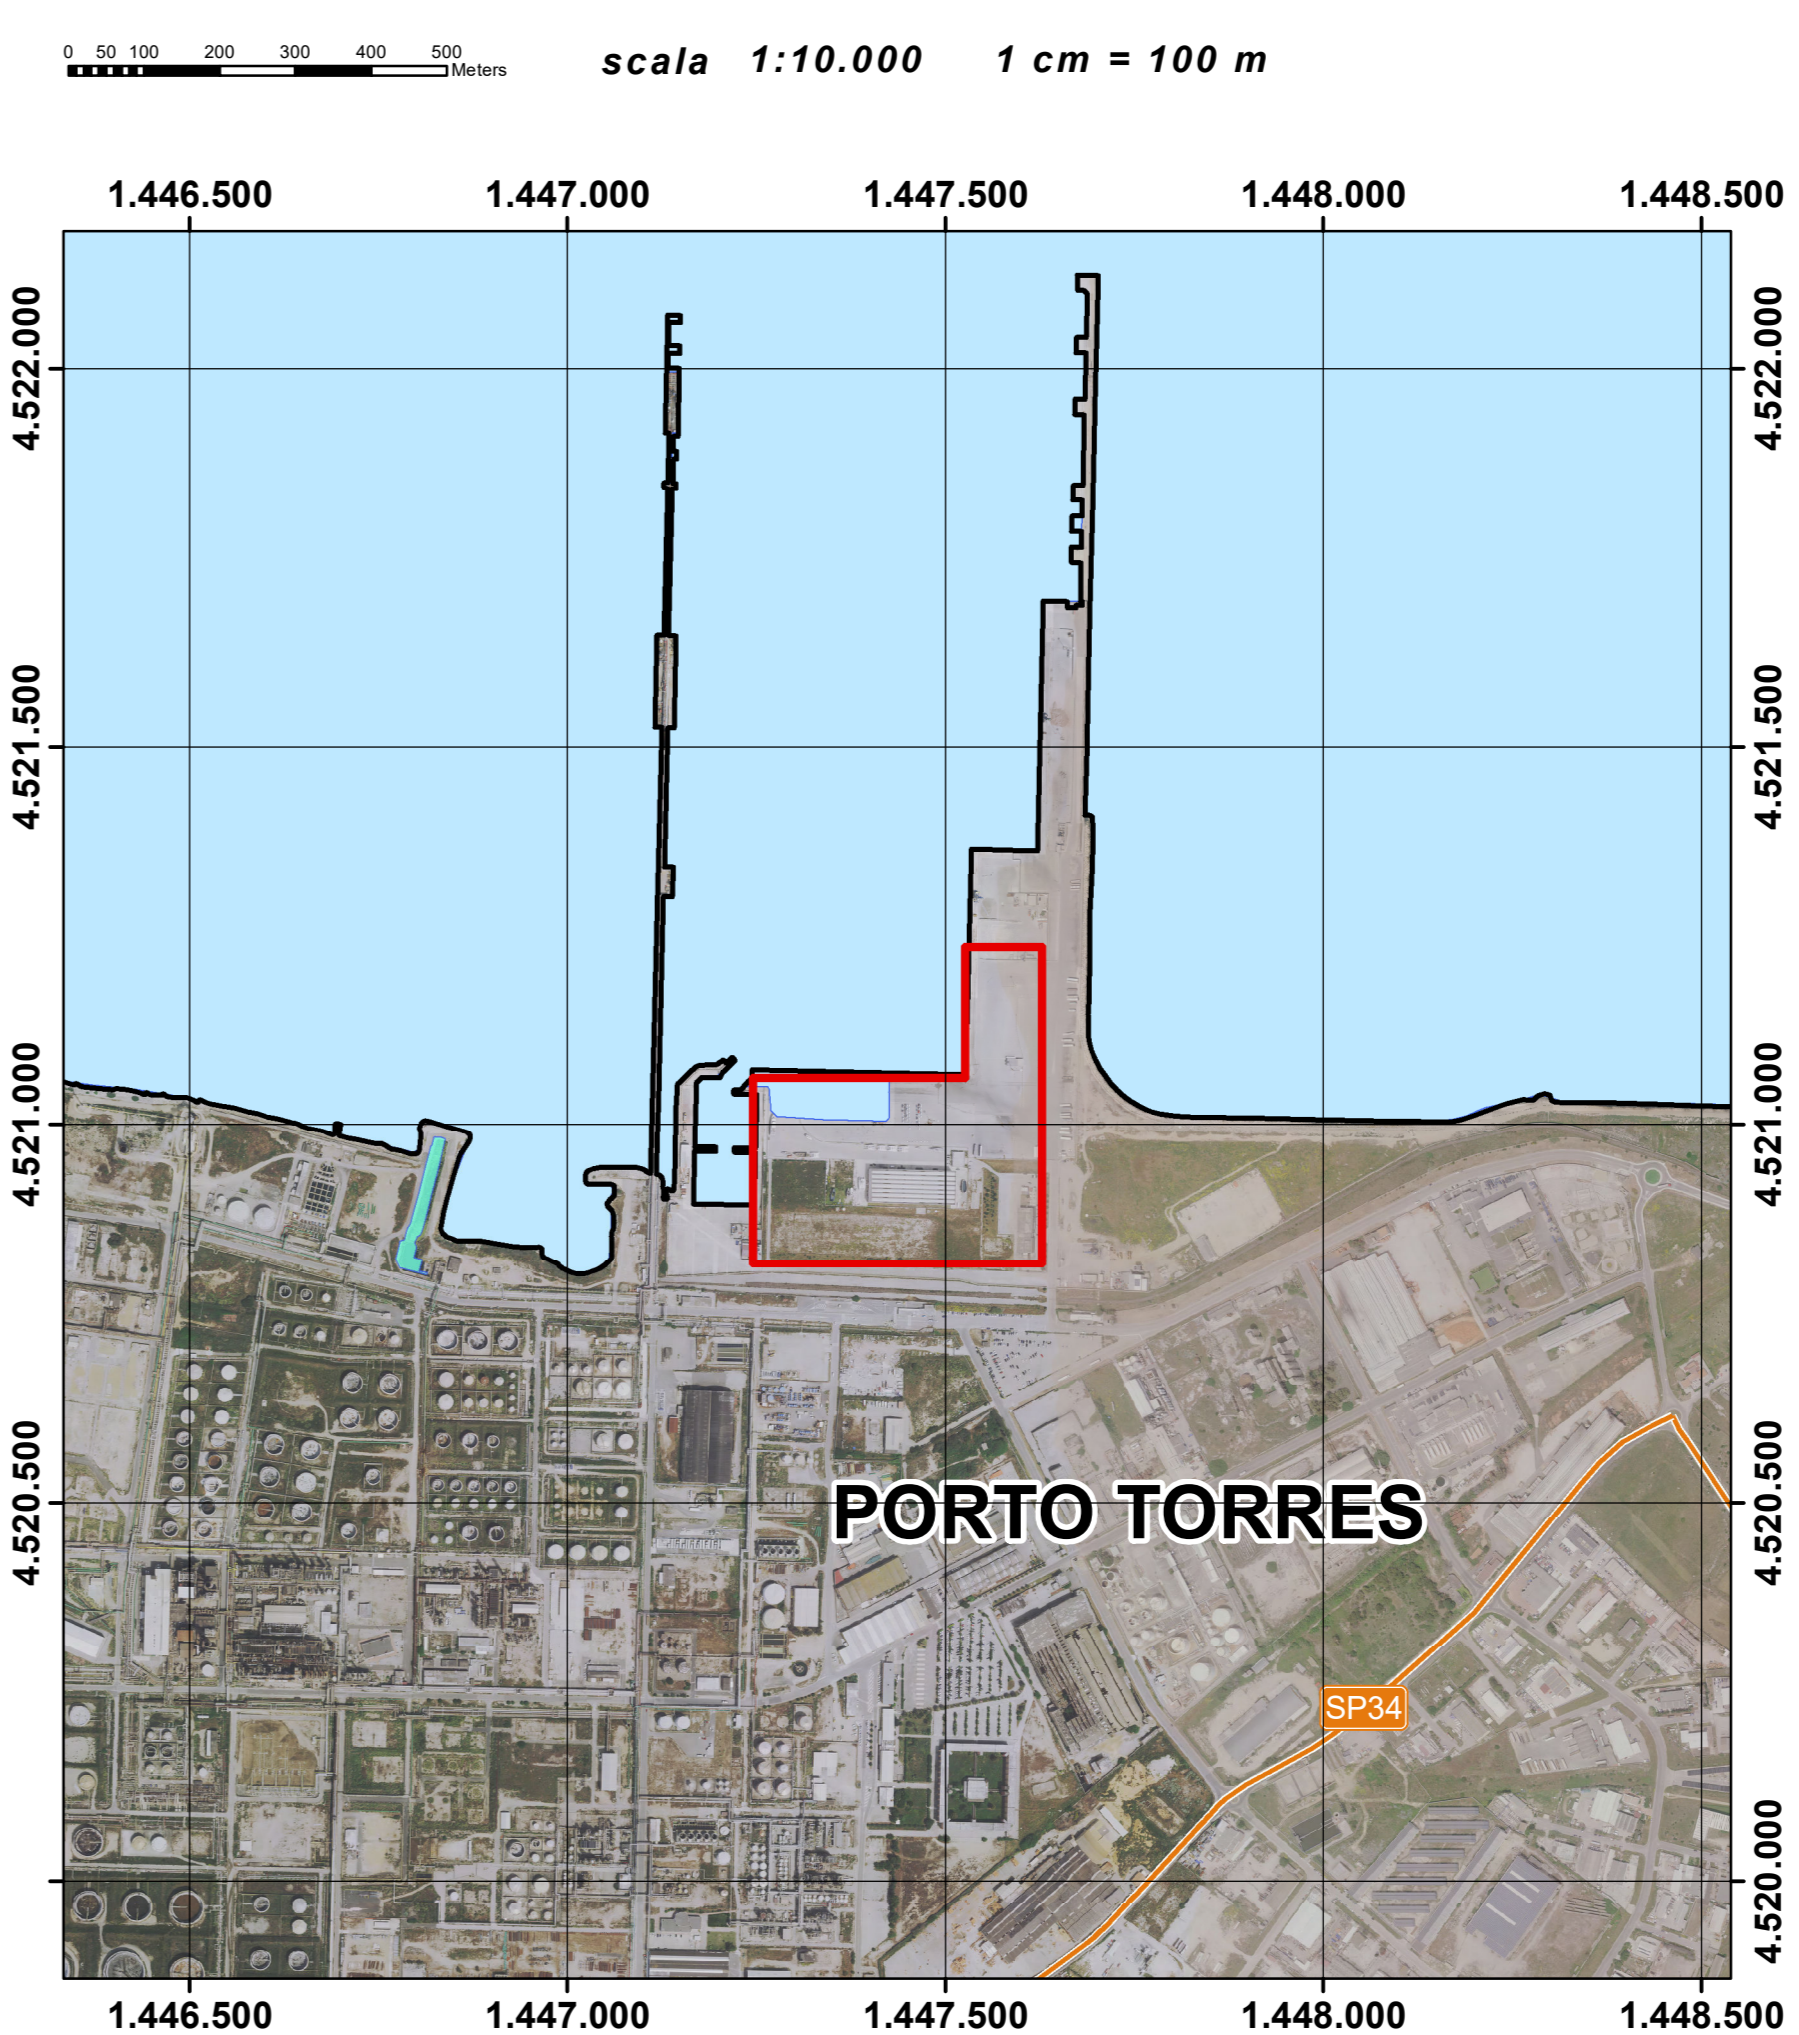 0 50 100 200 300 400 500
Meters
scala 1:10.000 1 cm = 100 m
1.446.500 1.447.000 1.447.500 1.448.000 1.448.500
4.522.000 4.522.000
4.521.500 4.521.500
4.521.000 4.521.000
4.520.500 4.520.500
PORTO TORRES
SP34
4.520.000
1.446.500 1.447.000 1.447.500 1.448.000 1.448.500